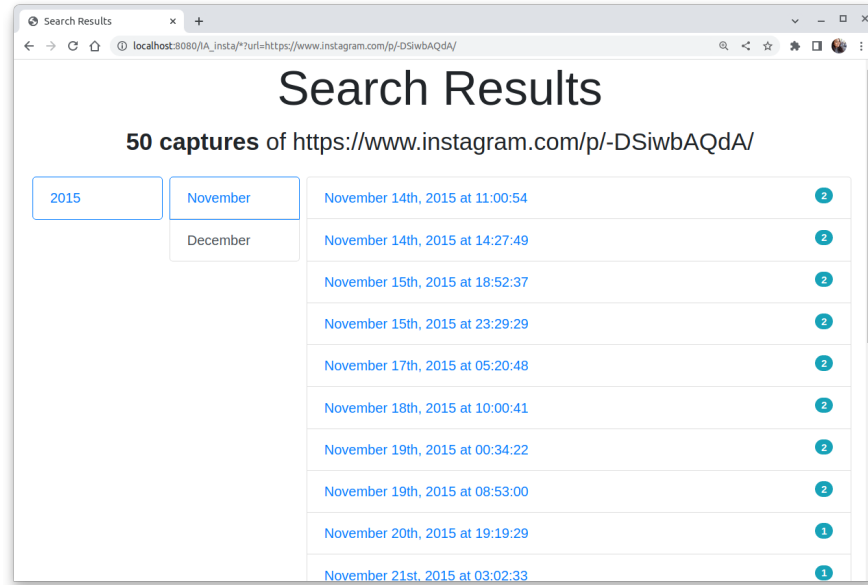 Search Results
localhost:8080/IA_insta/*?url=https://www.instagram.com/p/-DSiwbAQdA/
Search Results
50 captures of https://www.instagram.com/p/-DSiwbAQdA/
2015
November
December
November 14th, 2015 at 11:00:54 2
November 14th, 2015 at 14:27:49 2
November 15th, 2015 at 18:52:37 2
November 15th, 2015 at 23:29:29 2
November 17th, 2015 at 05:20:48 2
November 18th, 2015 at 10:00:41 2
November 19th, 2015 at 00:34:22 2
November 19th, 2015 at 08:53:00 2
November 20th, 2015 at 19:19:29 1
November 21st, 2015 at 03:02:33 1